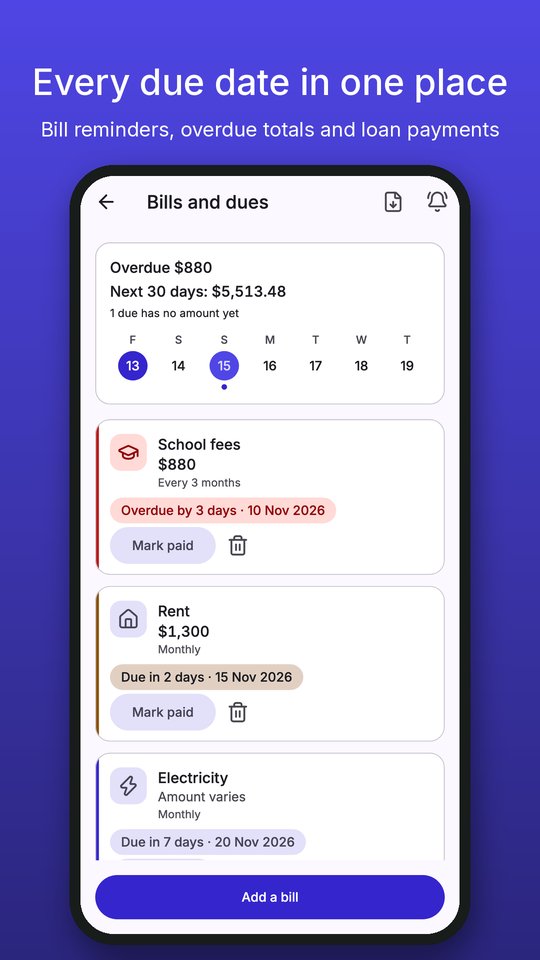 Every due date in one place
Bill reminders, overdue totals and loan payments
Bills and dues
Overdue $880
Next 30 days: $5,513.48
1 due has no amount yet
F S S M T W T
13 14 15 16 17 18 19
School fees
$880
Every 3 months
Overdue by 3 days · 10 Nov 2026
Mark paid
Rent
$1,300
Monthly
Due in 2 days · 15 Nov 2026
Mark paid
Electricity
Amount varies
Monthly
Due in 7 days · 20 Nov 2026
Add a bill